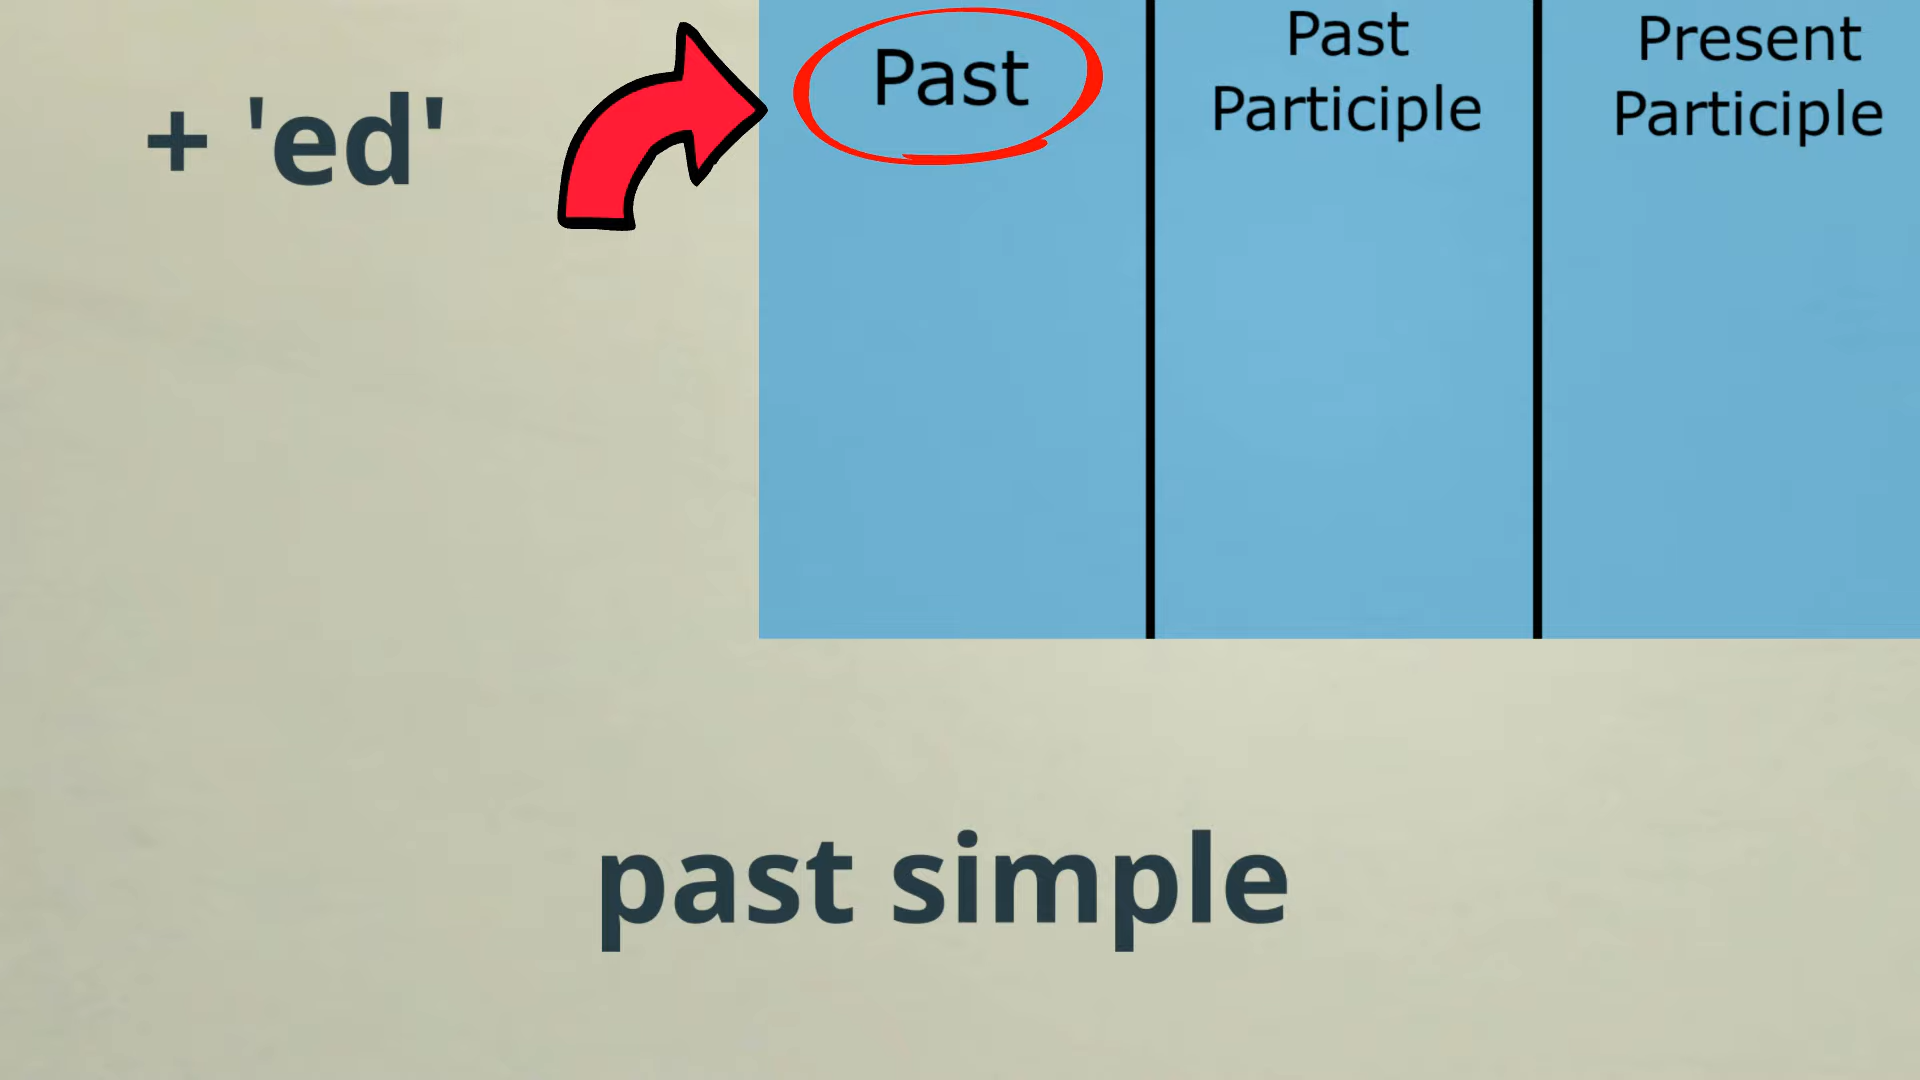 + 'ed'
Past
Past
Participle
Present
Participle
past simple